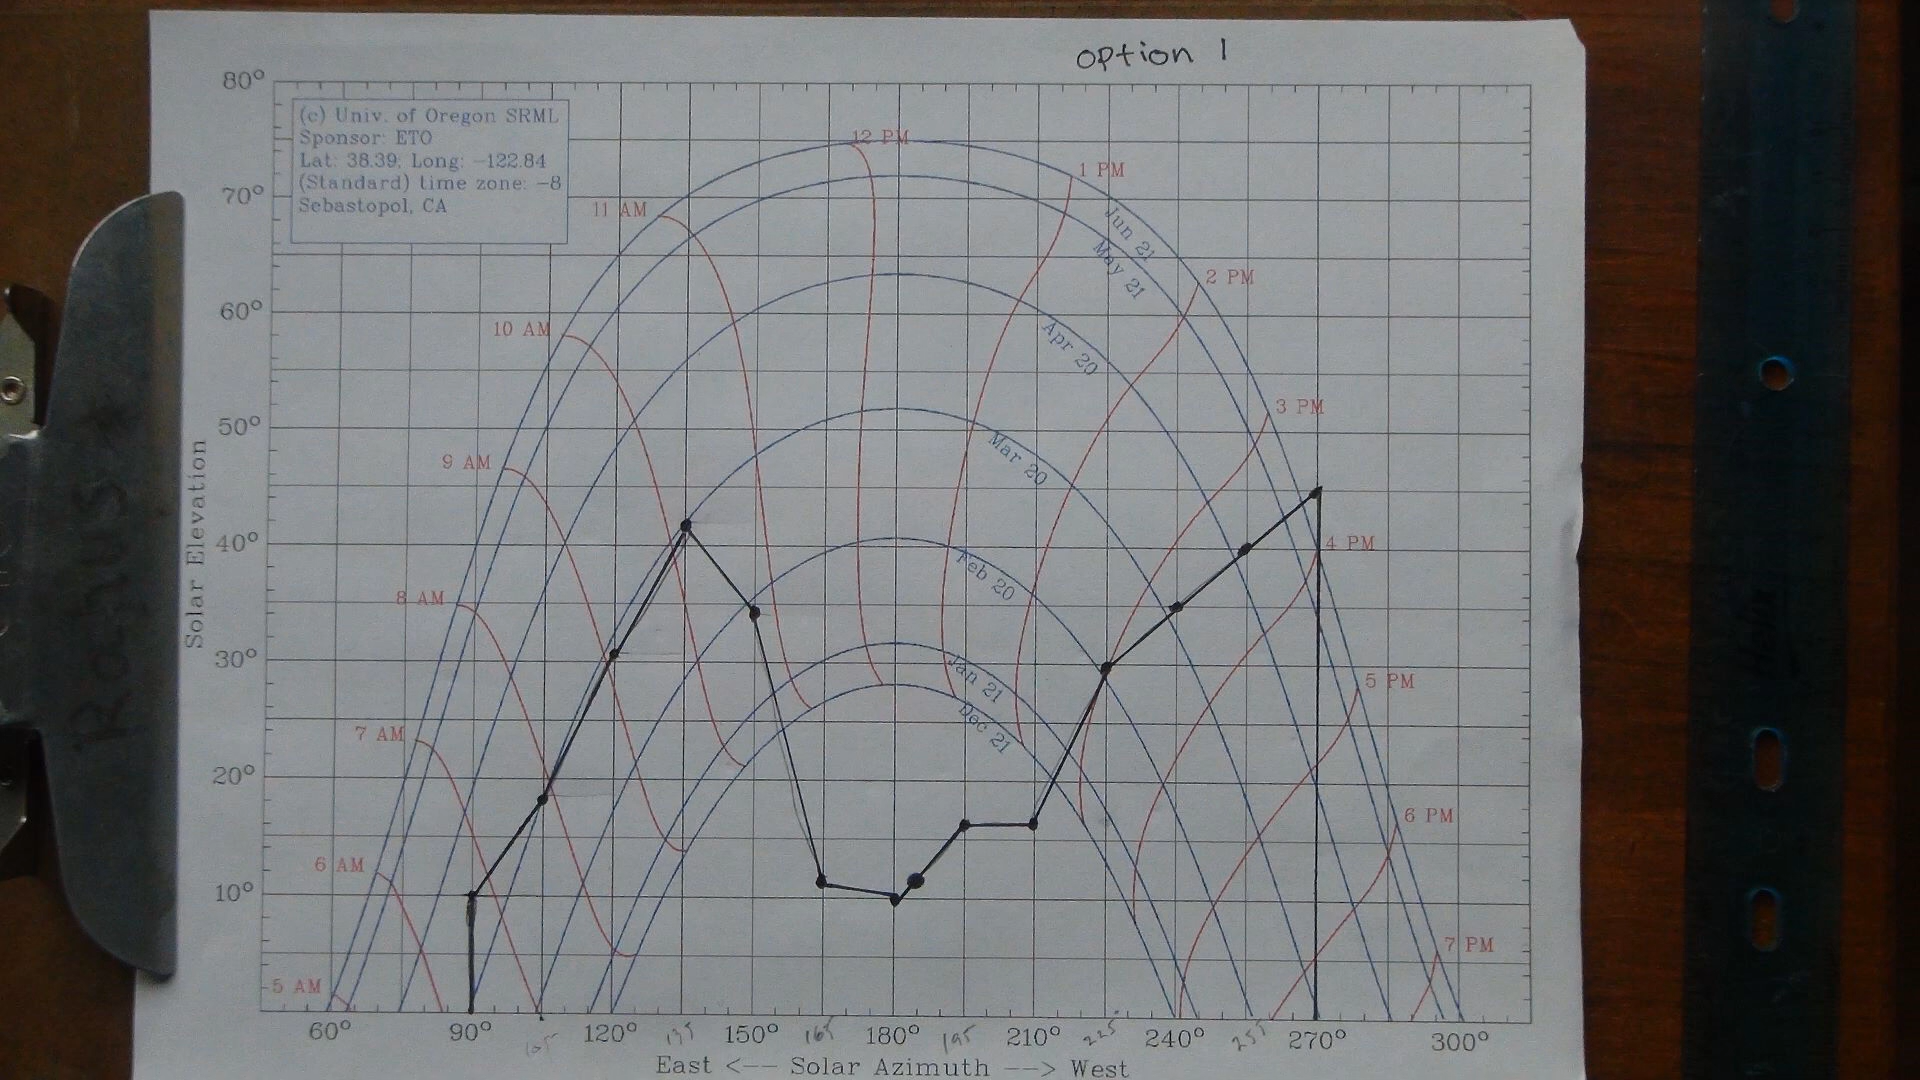 option 1
80°
(c) Univ. of Oregon SRML
Sponsor: ETO
Lat: 38.39; Long: -122.84
(Standard) time zone: -8
Sebastopol, CA
12 PM
1 PM
70°
11 AM
Jun 21
May 21
2 PM
60°
10 AM
Apr 20
3 PM
50°
9 AM
Mar 20
40°
4 PM
Feb 20
8 AM
Solar Elevation
30°
Jan 21
5 PM
Dec 21
7 AM
20°
6 PM
6 AM
10°
7 PM
5 AM
60° 90° 120° 150° 180° 210° 240° 270° 300°
105 135 165 195 225 255
East <-- Solar Azimuth --> West